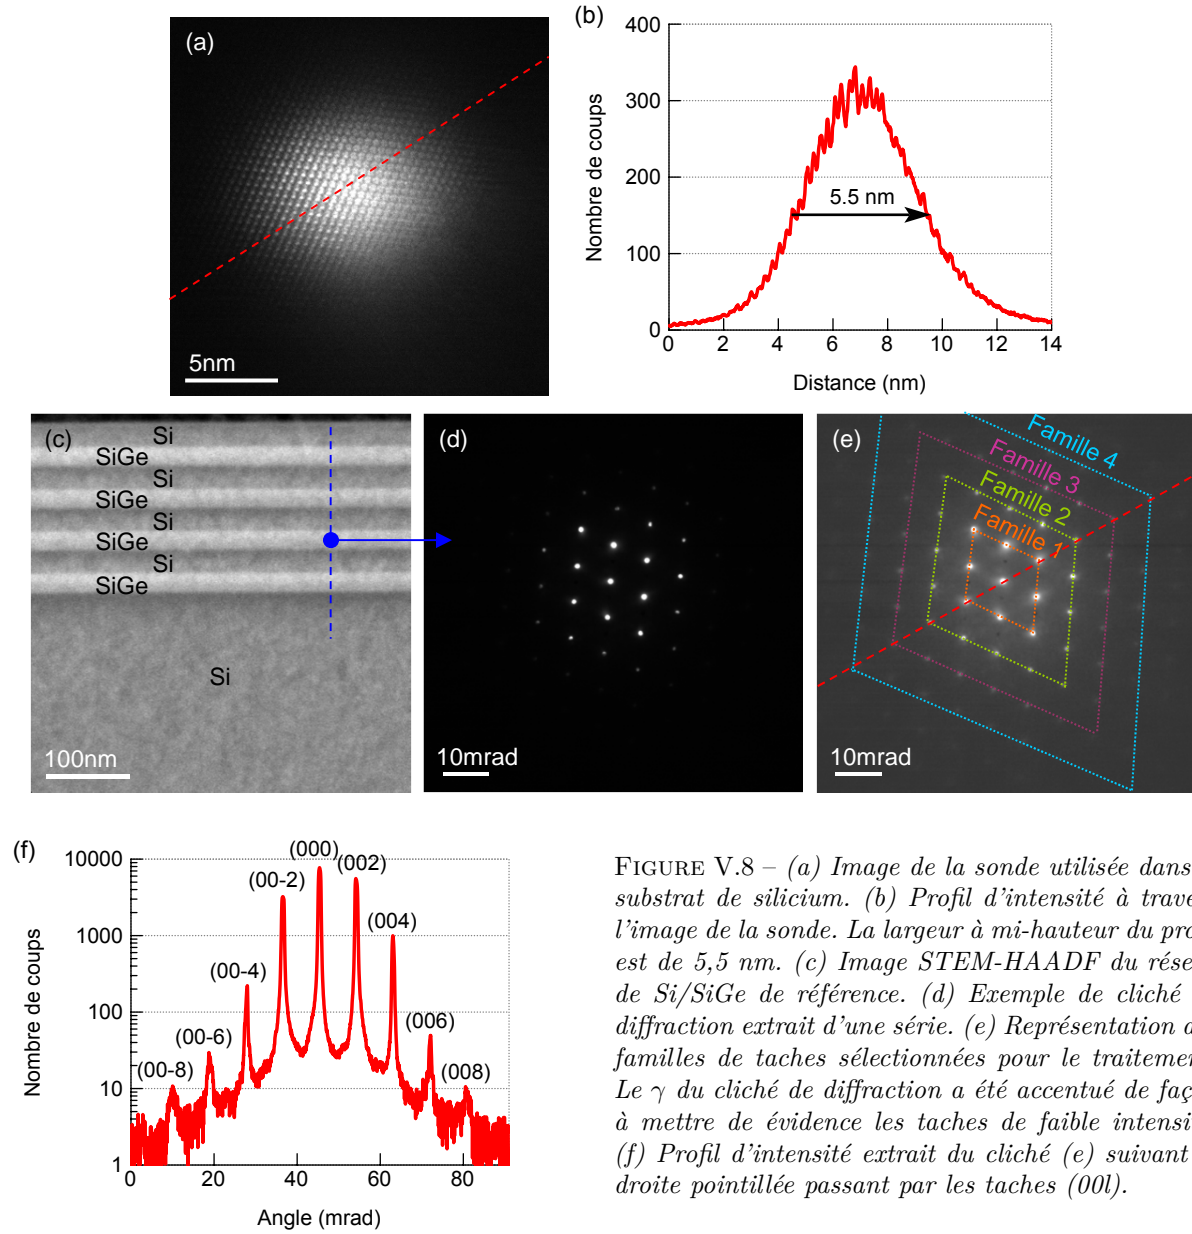 (a)
5nm
(b)
Nombre de coups
400
300
200
100
0
5.5 nm
0 2 4 6 8 10 12 14
Distance (nm)
(c)
Si
SiGe
Si
SiGe
Si
SiGe
Si
SiGe
Si
100nm
(d)
10mrad
(e)
Famille 4
Famille 3
Famille 2
Famille 1
10mrad
(f)
Nombre de coups
10000
1000
100
10
1
(00-8)
(00-6)
(00-4)
(00-2)
(000)
(002)
(004)
(006)
(008)
0 20 40 60 80
Angle (mrad)
FIGURE V.8 – (a) Image de la sonde utilisée dans
substrat de silicium. (b) Profil d'intensité à trave
l'image de la sonde. La largeur à mi-hauteur du pro
est de 5,5 nm. (c) Image STEM-HAADF du rése
de Si/SiGe de référence. (d) Exemple de cliché
diffraction extrait d'une série. (e) Représentation d
familles de taches sélectionnées pour le traitemen
Le γ du cliché de diffraction a été accentué de faç
à mettre de évidence les taches de faible intensi
(f) Profil d'intensité extrait du cliché (e) suivant
droite pointillée passant par les taches (00l).